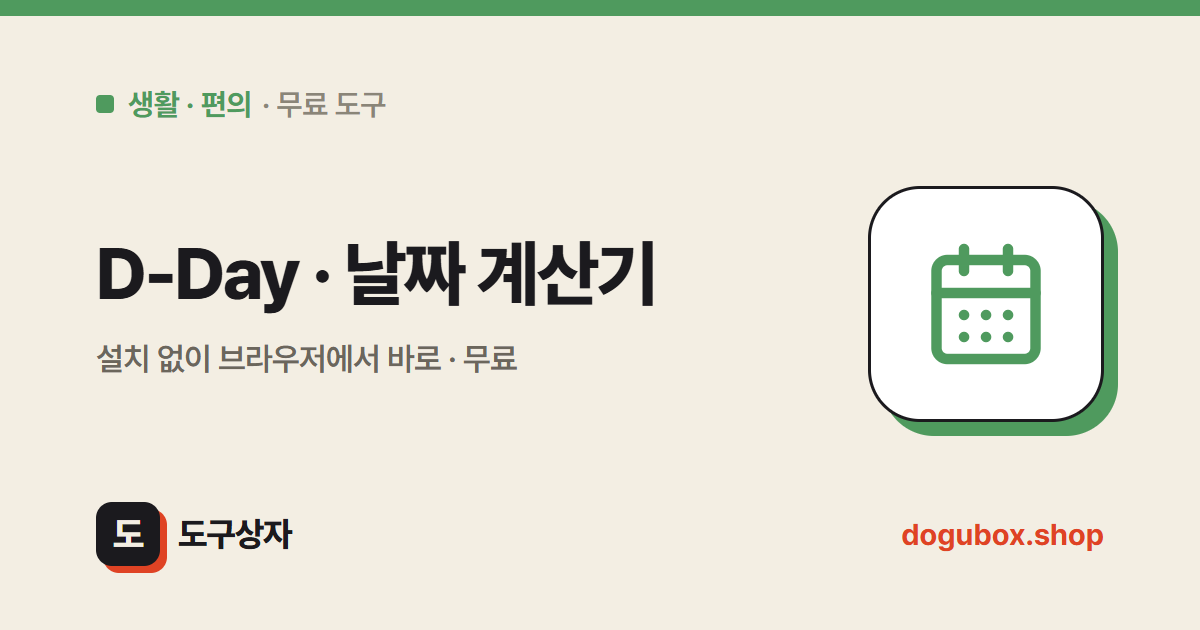 생활 · 편의 · 무료 도구
D-Day · 날짜 계산기
설치 없이 브라우저에서 바로 · 무료
도 도구상자
dogubox.shop